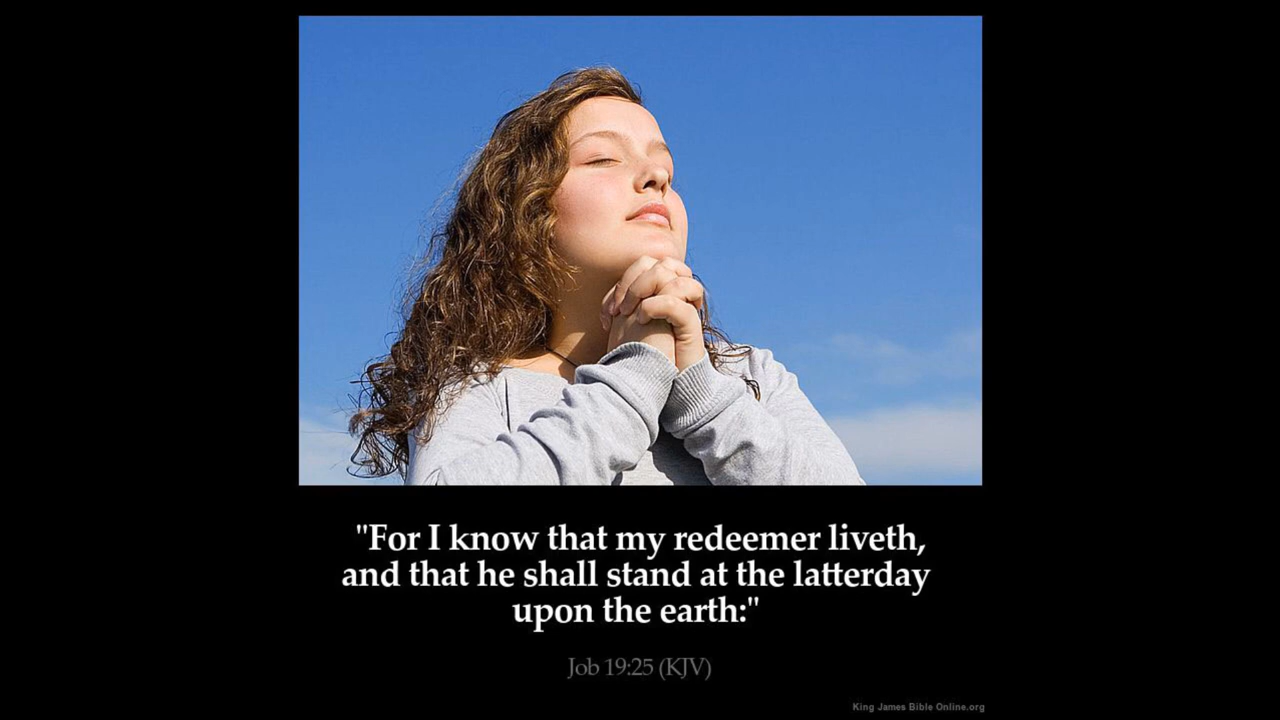 "For I know that my redeemer liveth,
and that he shall stand at the latterday
upon the earth:"
Job 19:25 (KJV)
King James Bible Online.org